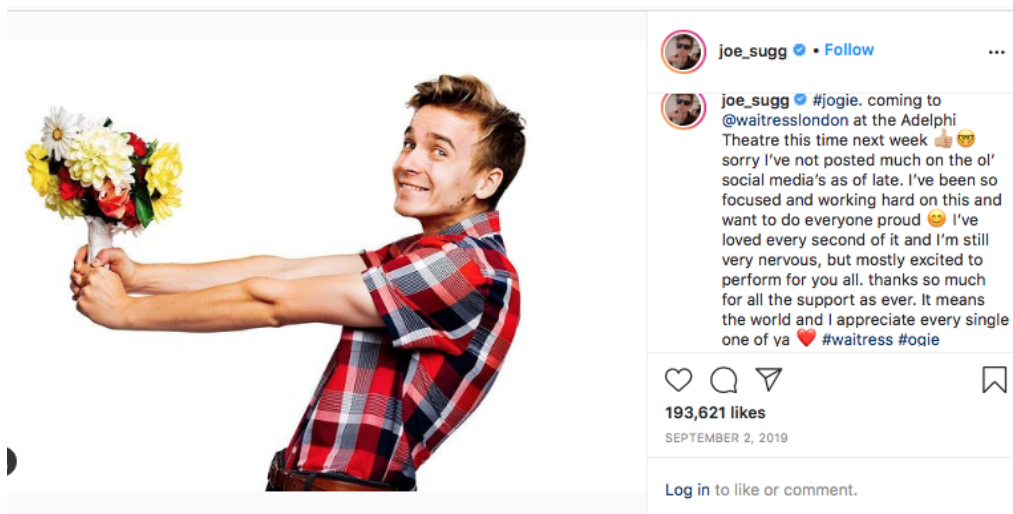 joe_sugg • Follow
joe_sugg #jogie. coming to
@waitresslondon at the Adelphi
Theatre this time next week 👍🏼🤓
sorry I've not posted much on the ol'
social media's as of late. I've been so
focused and working hard on this and
want to do everyone proud 😊 I've
loved every second of it and I'm still
very nervous, but mostly excited to
perform for you all. thanks so much
for all the support as ever. It means
the world and I appreciate every single
one of ya ❤️ #waitress #ogie
193,621 likes
SEPTEMBER 2, 2019
Log in to like or comment.